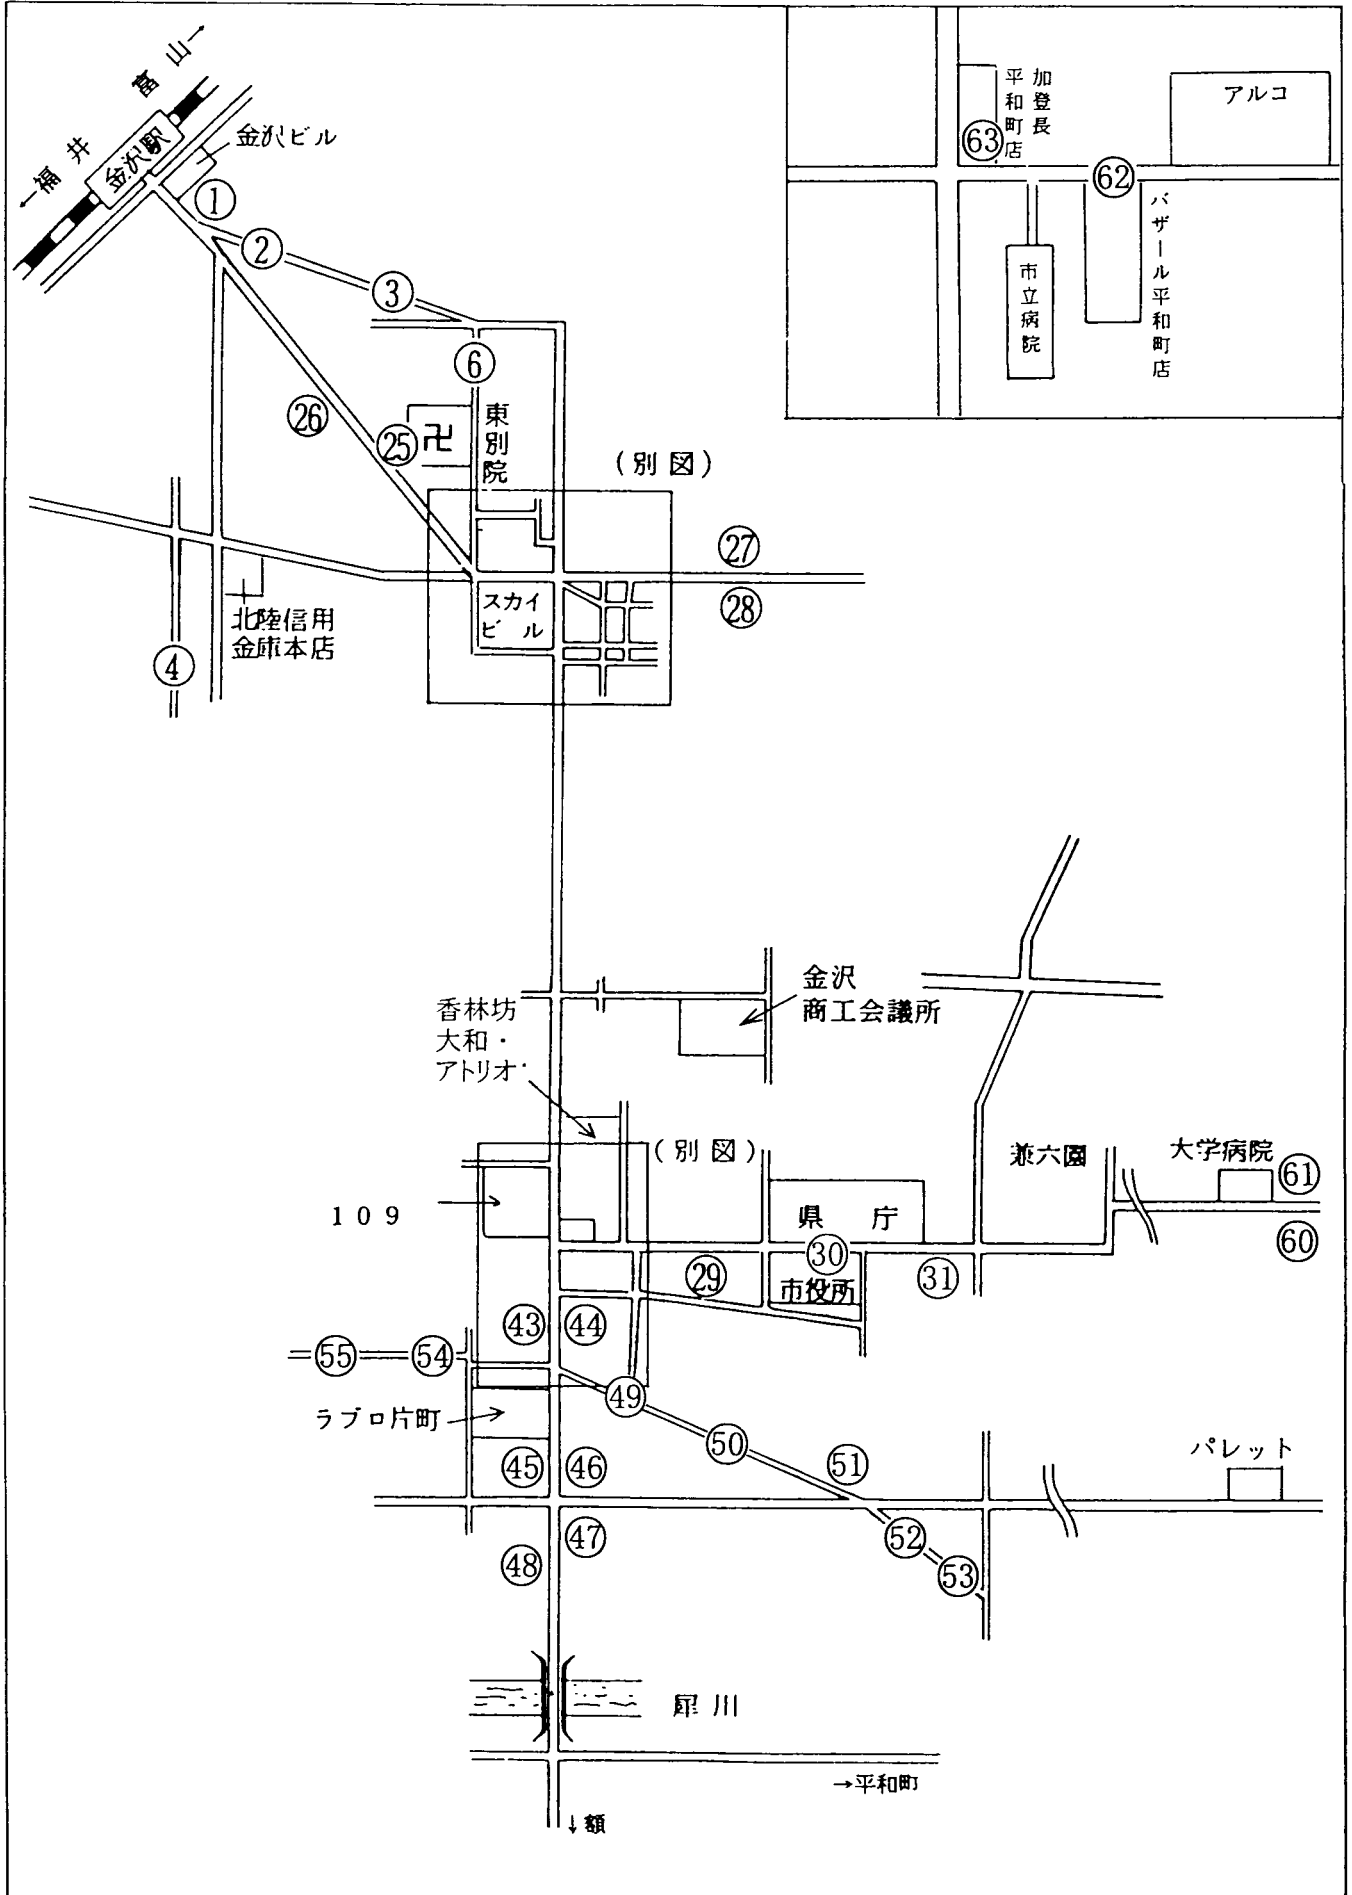 富山→
←福井
金沢駅
金沢ビル
①
②
③
⑥
㉖
㉕
卍
東別院
(別図)
㉗
㉘
スカイ
ビル
北陸信用
金庫本店
④
加登長
平和町店
アルコ
63
62
バザール平和町店
市立病院
金沢
商工会議所
香林坊
大和・
アトリオ
(別図)
兼六園
大学病院
61
60
109
県庁
㉚
㉙
市役所
㉛
㊸
㊹
55
54
㊾
ラブロ片町
㊿
51
パレット
㊺
㊻
㊼
㊽
52
53
犀川
→平和町
↓額